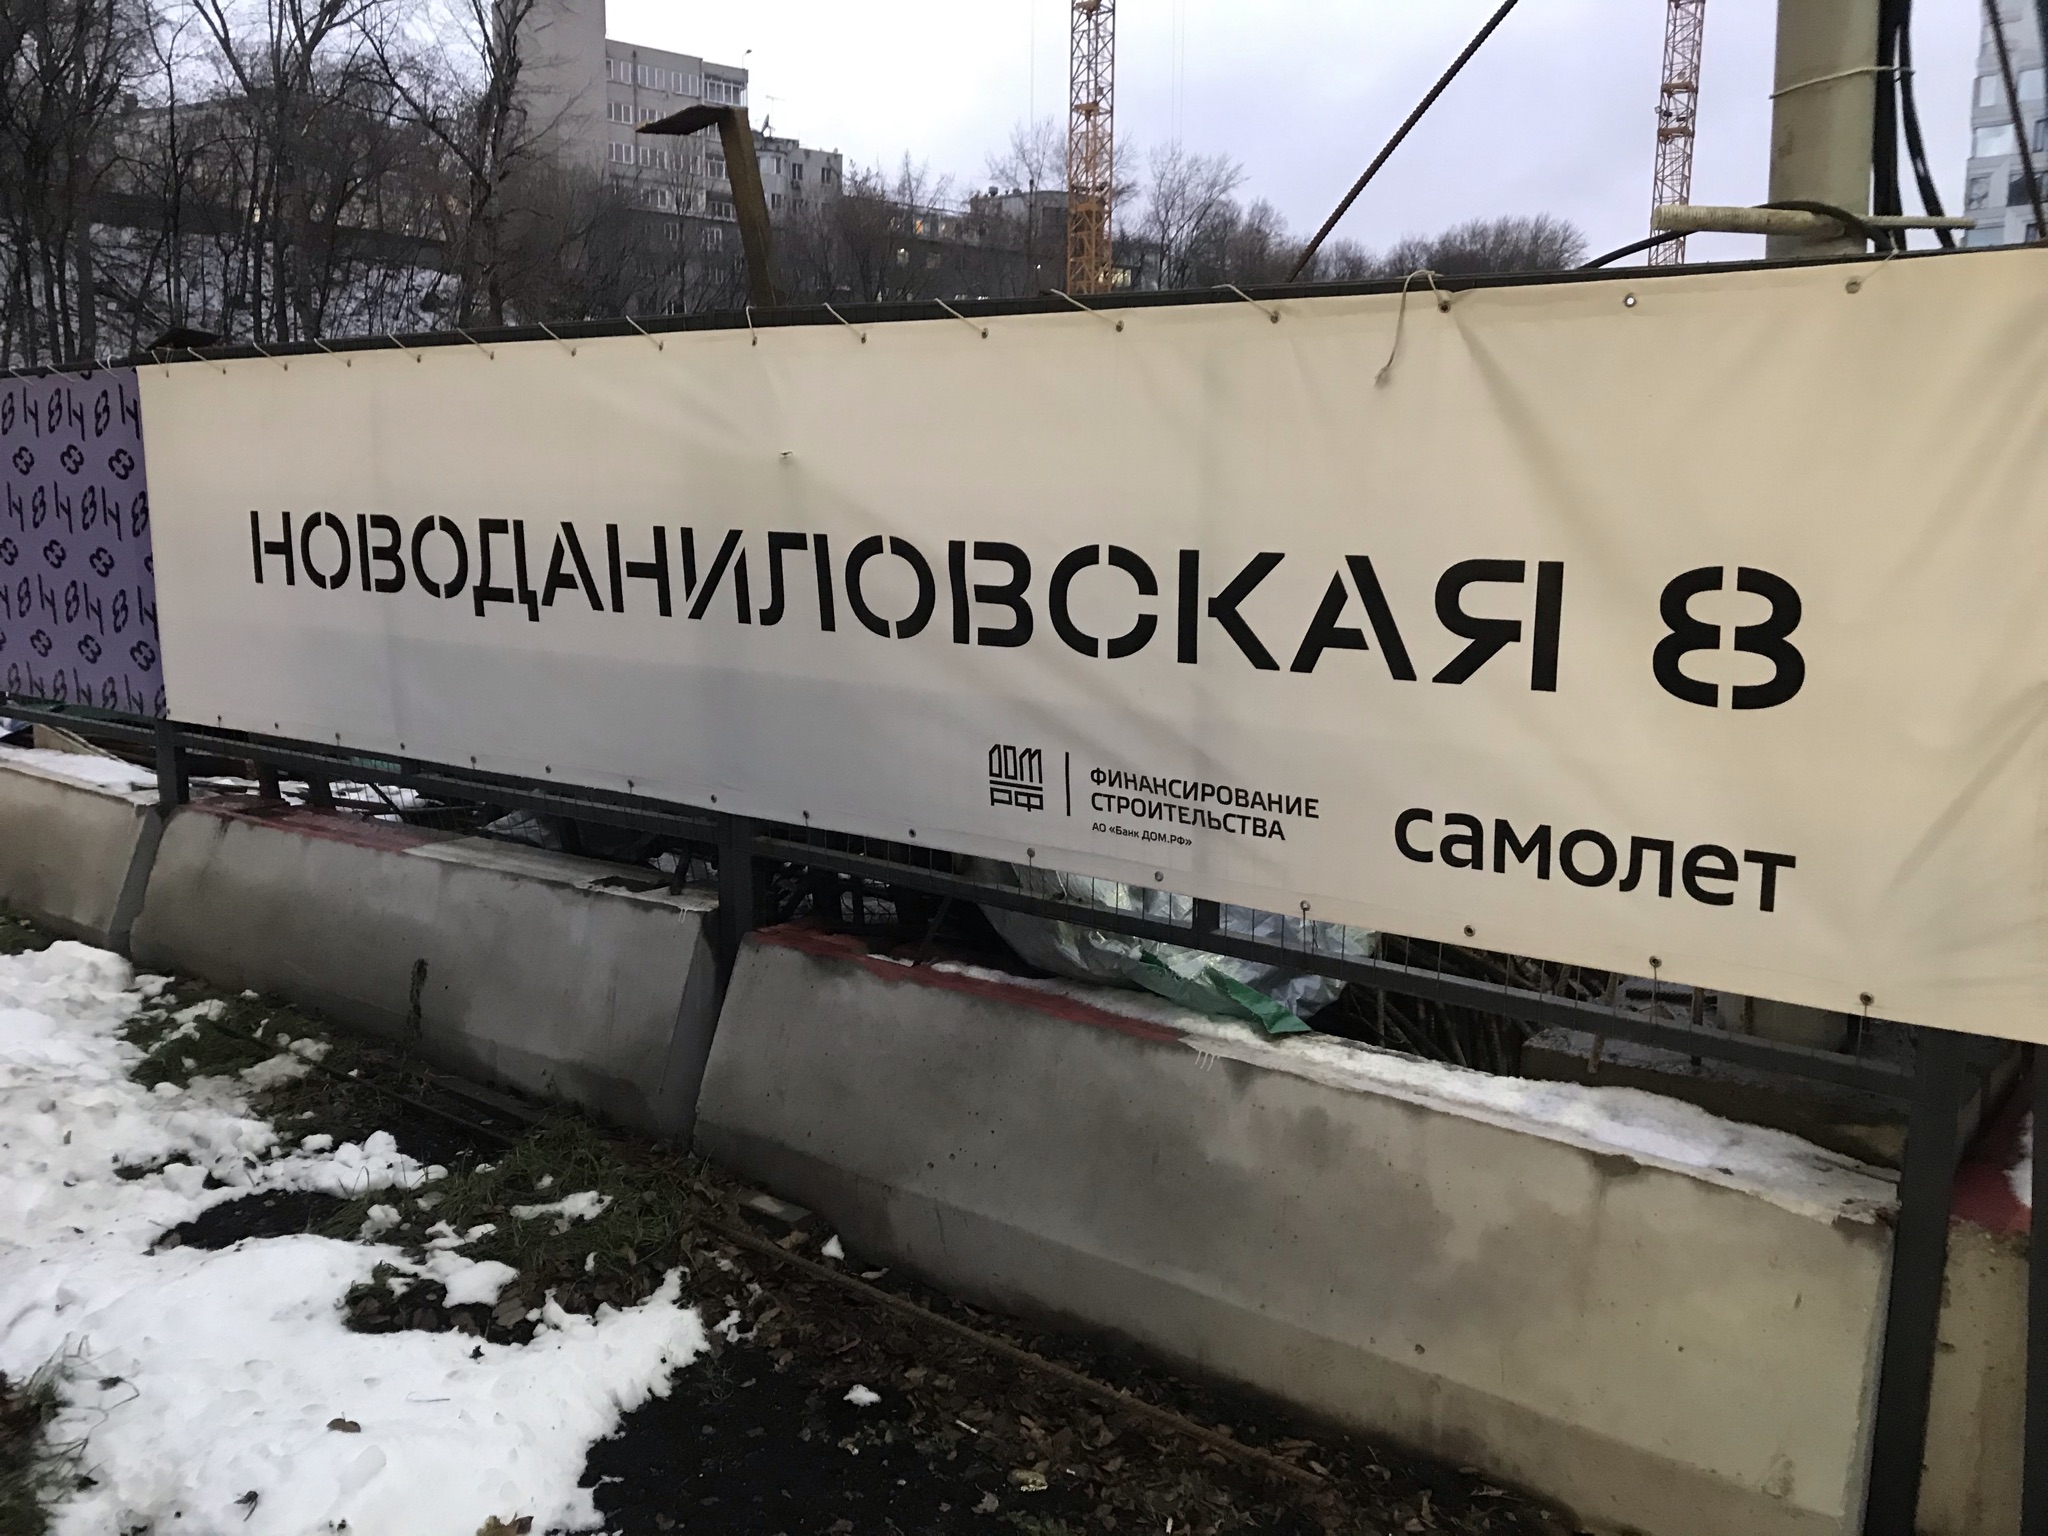 НОВОДАНИЛОВСКАЯ 8
ДОМ
РФ
ФИНАНСИРОВАНИЕ
СТРОИТЕЛЬСТВА
АО «Банк ДОМ.РФ»
самолет